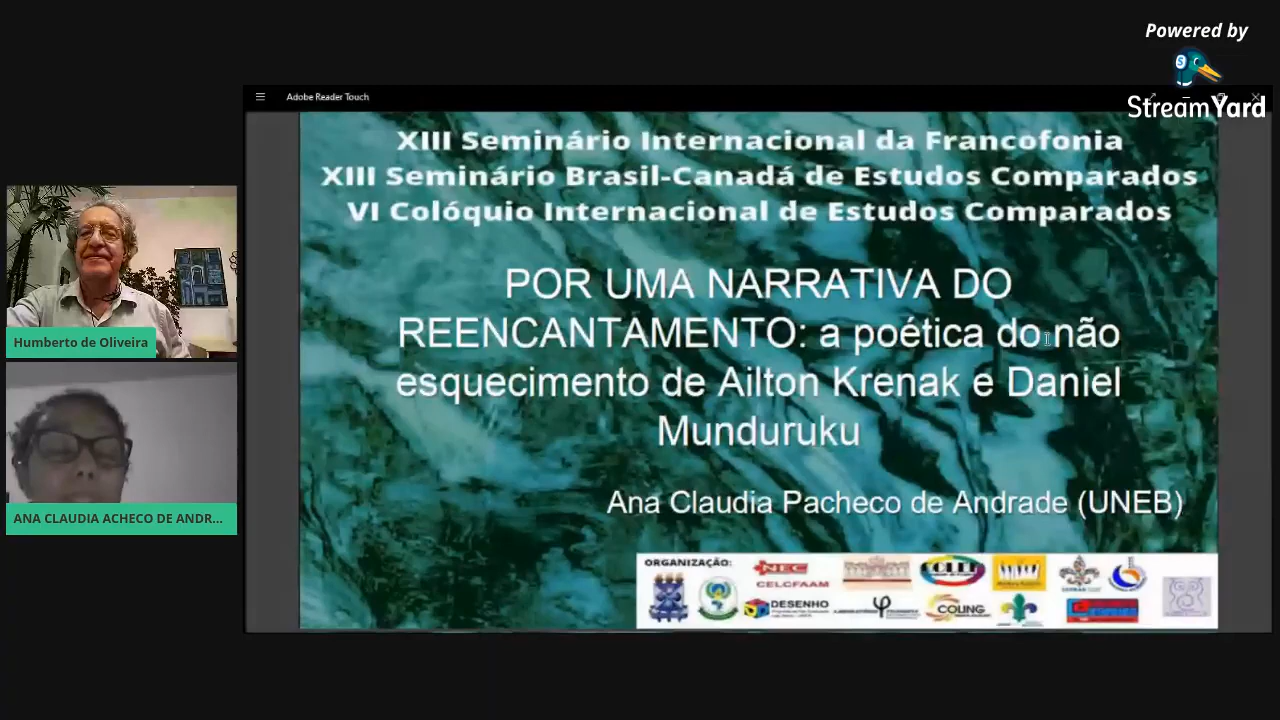 Powered by
StreamYard
Adobe Reader Touch
XIII Seminário Internacional da Francofonia
XIII Seminário Brasil-Canadá de Estudos Comparados
VI Colóquio Internacional de Estudos Comparados
POR UMA NARRATIVA DO
REENCANTAMENTO: a poética do não
esquecimento de Ailton Krenak e Daniel
Munduruku
Ana Claudia Pacheco de Andrade (UNEB)
ORGANIZAÇÃO:
NEC
CELCFAAM
DESENHO
COLING
Humberto de Oliveira
ANA CLAUDIA ACHECO DE ANDR...